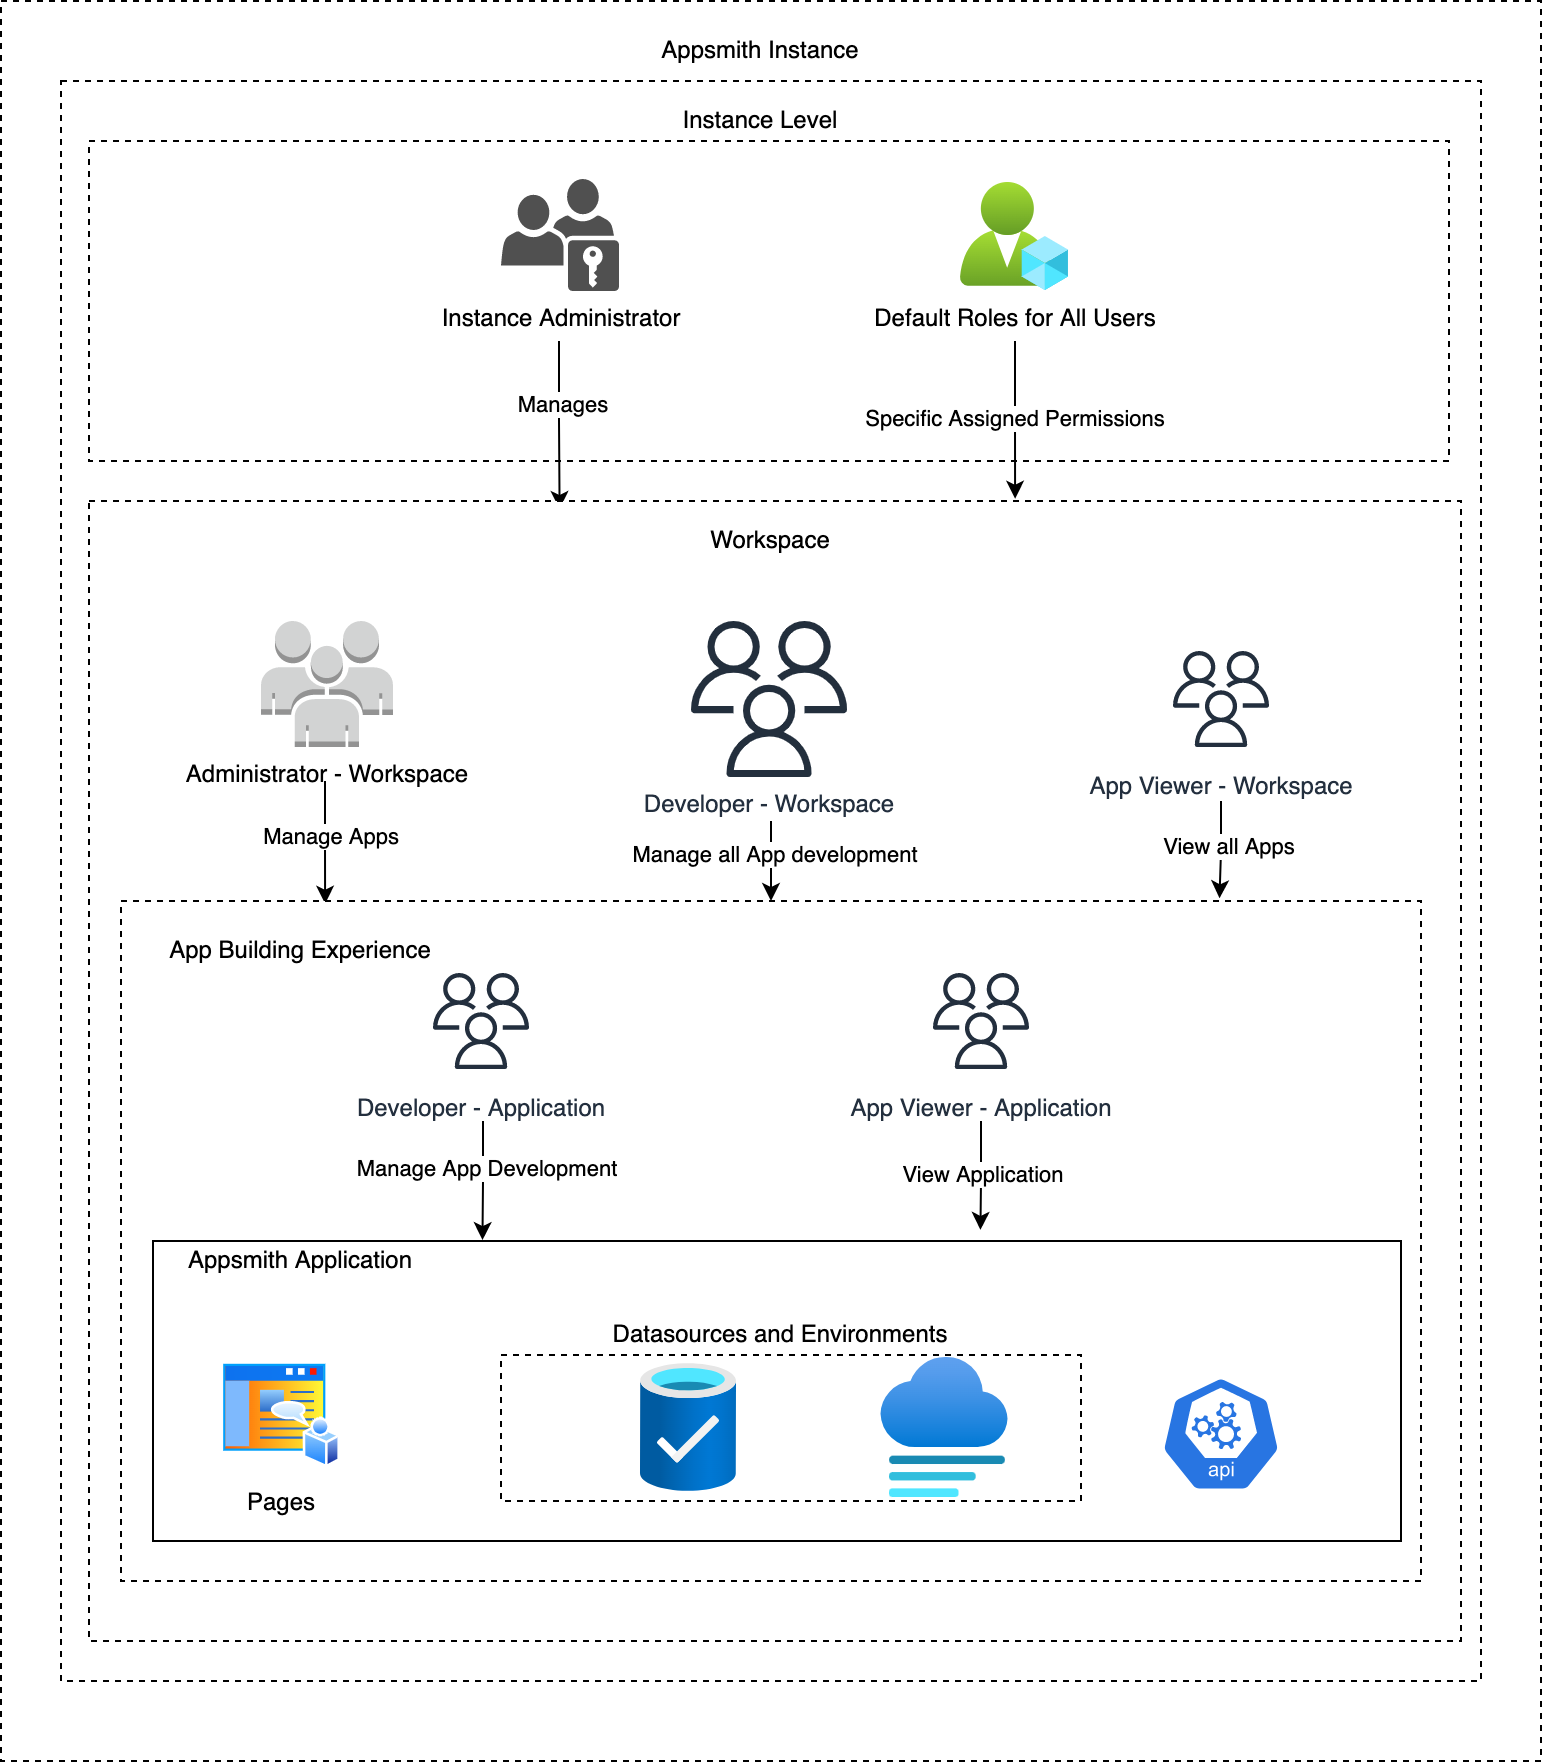 Appsmith Instance
Instance Level
Instance Administrator
Default Roles for All Users
Manages
Specific Assigned Permissions
Workspace
Administrator - Workspace
Developer - Workspace
App Viewer - Workspace
Manage Apps
Manage all App development
View all Apps
App Building Experience
Developer - Application
App Viewer - Application
Manage App Development
View Application
Appsmith Application
Datasources and Environments
api
Pages